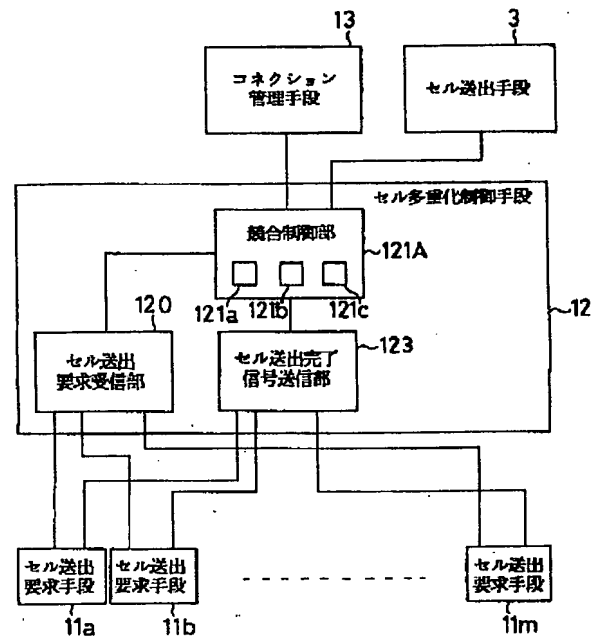 13
3
コネクション
管理手段
セル送出手段
セル多重化制御手段
競合制御部
121A
121a
121b
121c
120
12
セル送出
要求受信部
セル送出完了
信号送信部
123
セル送出
要求手段
セル送出
要求手段
セル送出
要求手段
11a
11b
11m